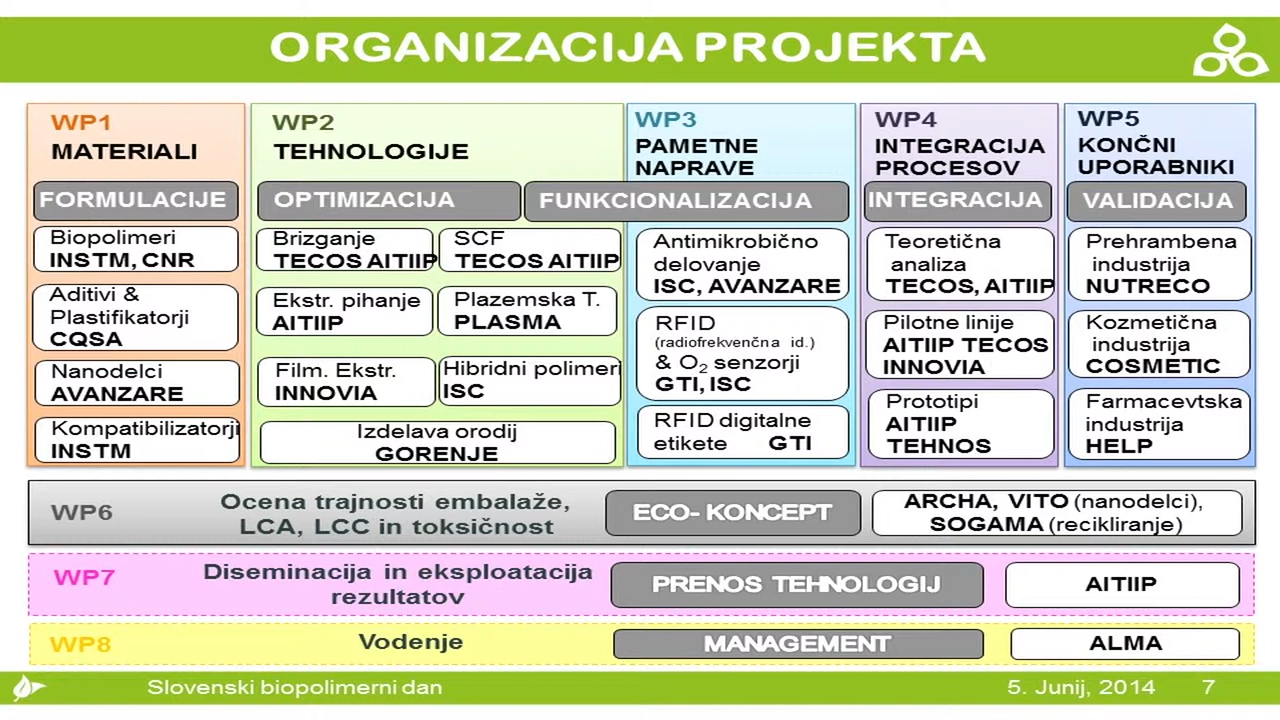 ORGANIZACIJA PROJEKTA
WP1
MATERIALI
FORMULACIJE
Biopolimeri
INSTM, CNR
Aditivi &
Plastifikatorji
CQSA
Nanodelci
AVANZARE
Kompatibilizatorji
INSTM
WP2
TEHNOLOGIJE
OPTIMIZACIJA
Brizganje
TECOS AITIIP
SCF
TECOS AITIIP
Ekstr. pihanje
AITIIP
Plazemska T.
PLASMA
Film. Ekstr.
INNOVIA
Hibridni polimeri
ISC
Izdelava orodij
GORENJE
WP3
PAMETNE
NAPRAVE
FUNKCIONALIZACIJA
Antimikrobično
delovanje
ISC, AVANZARE
RFID
(radiofrekvenčna id.)
& O₂ senzorji
GTI, ISC
RFID digitalne
etikete GTI
WP4
INTEGRACIJA
PROCESOV
INTEGRACIJA
Teoretična
analiza
TECOS, AITIIP
Pilotne linije
AITIIP TECOS
INNOVIA
Prototipi
AITIIP
TEHNOS
WP5
KONČNI
UPORABNIKI
VALIDACIJA
Prehrambena
industrija
NUTRECO
Kozmetična
industrija
COSMETIC
Farmacevtska
industrija
HELP
WP6
Ocena trajnosti embalaže,
LCA, LCC in toksičnost
ECO- KONCEPT
ARCHA, VITO (nanodelci),
SOGAMA (recikliranje)
WP7
Diseminacija in eksploatacija
rezultatov
PRENOS TEHNOLOGIJ
AITIIP
WP8
Vodenje
MANAGEMENT
ALMA
Slovenski biopolimerni dan
5. Junij, 2014
7